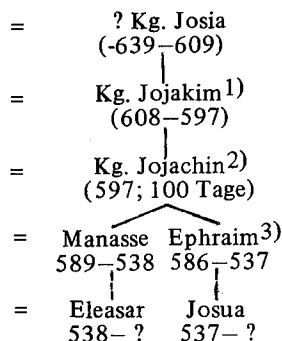 = ? Kg. Josia
(-639–609)
= Kg. Jojakim1)
(608–597)
= Kg. Jojachin2)
(597; 100 Tage)
= Manasse Ephraim3)
589–538 586–537
= Eleasar Josua
538– ? 537– ?